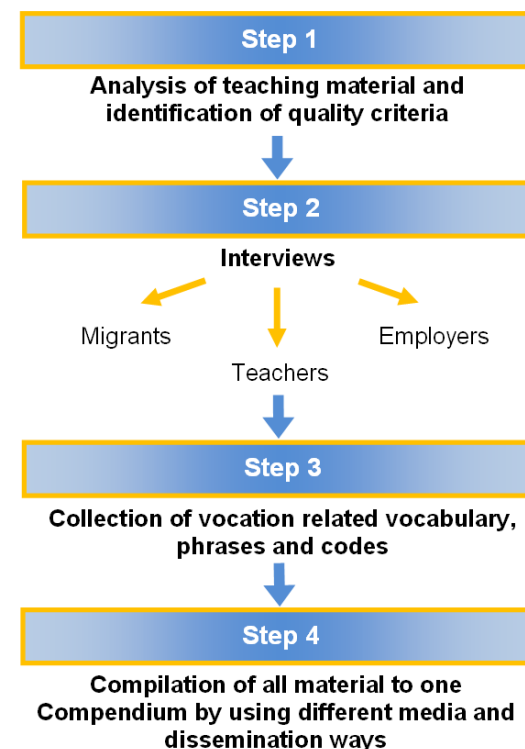 Step 1
Analysis of teaching material and
identification of quality criteria
Step 2
Interviews
Migrants
Employers
Teachers
Step 3
Collection of vocation related vocabulary,
phrases and codes
Step 4
Compilation of all material to one
Compendium by using different media and
dissemination ways